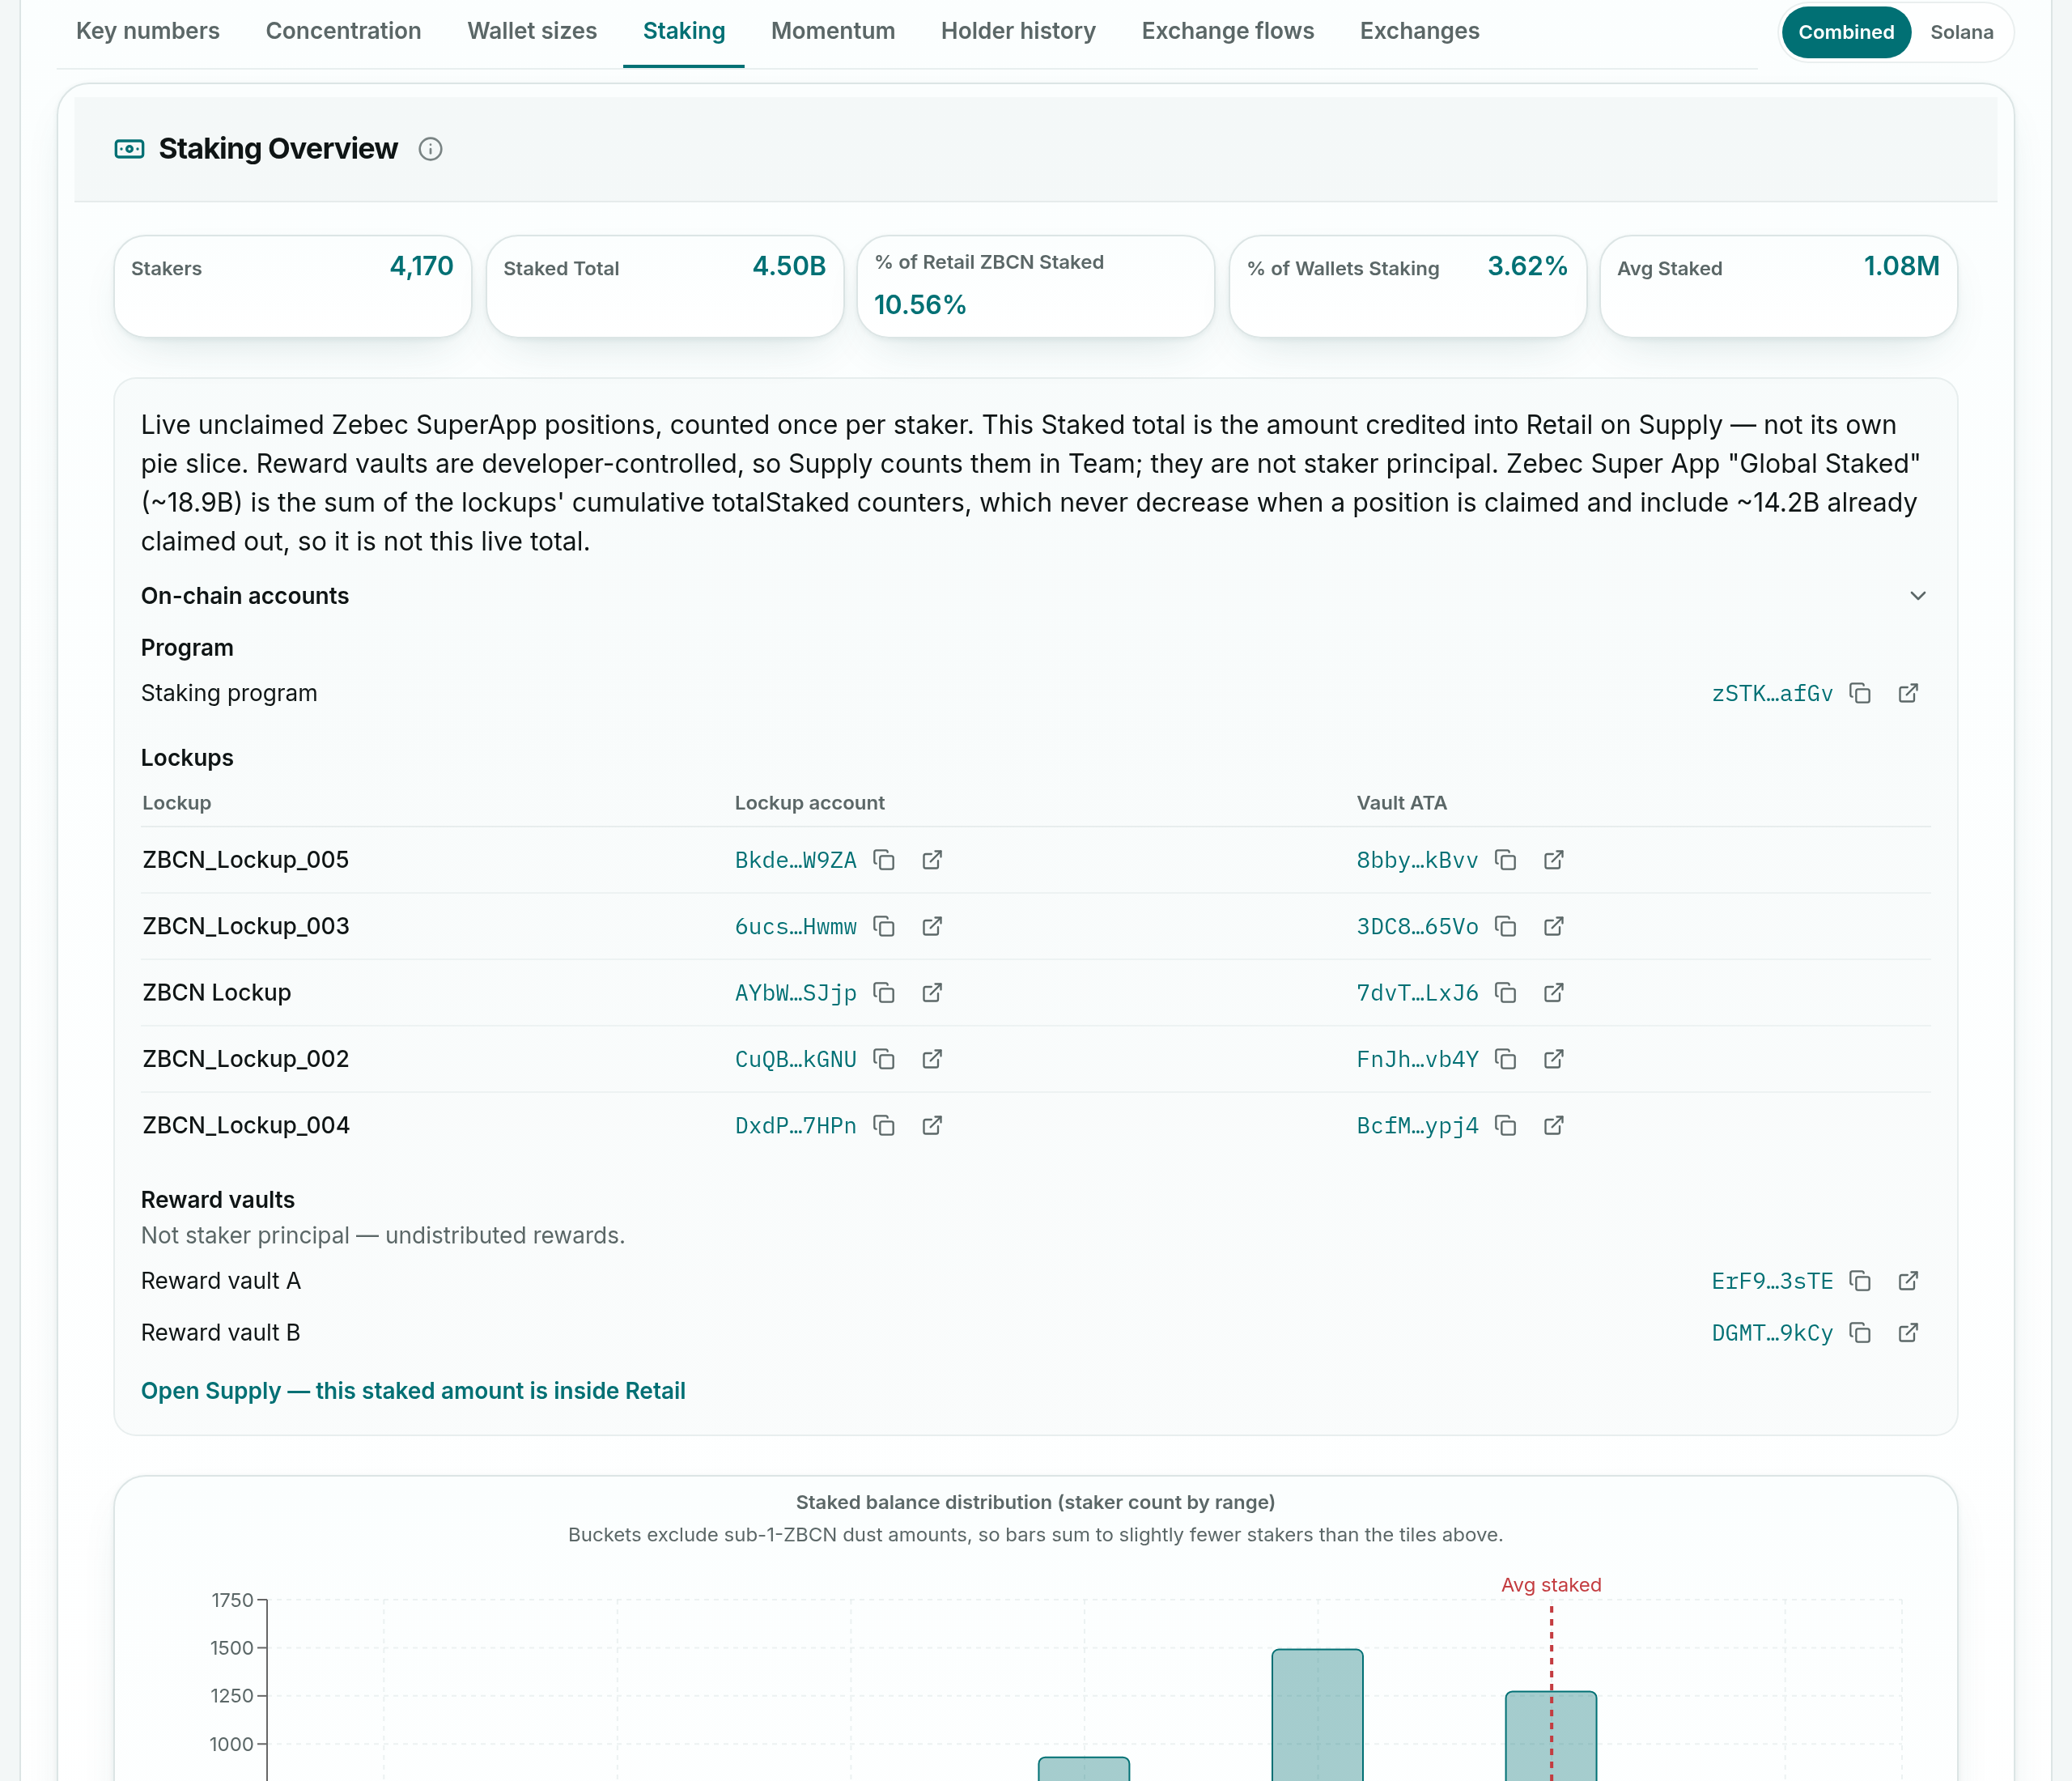 Key numbers Concentration Wallet sizes Staking Momentum Holder history Exchange flows Exchanges Combined Solana
Staking Overview
Stakers 4,170
Staked Total 4.50B
% of Retail ZBCN Staked
10.56%
% of Wallets Staking 3.62%
Avg Staked 1.08M
Live unclaimed Zebec SuperApp positions, counted once per staker. This Staked total is the amount credited into Retail on Supply — not its own
pie slice. Reward vaults are developer-controlled, so Supply counts them in Team; they are not staker principal. Zebec Super App "Global Staked"
(~18.9B) is the sum of the lockups' cumulative totalStaked counters, which never decrease when a position is claimed and include ~14.2B already
claimed out, so it is not this live total.
On-chain accounts
Program
Staking program zSTK…afGv
Lockups
Lockup Lockup account Vault ATA
ZBCN_Lockup_005 Bkde…W9ZA 8bby…kBvv
ZBCN_Lockup_003 6ucs…Hwmw 3DC8…65Vo
ZBCN Lockup AYbW…SJjp 7dvT…LxJ6
ZBCN_Lockup_002 CuQB…kGNU FnJh…vb4Y
ZBCN_Lockup_004 DxdP…7HPn BcfM…ypj4
Reward vaults
Not staker principal — undistributed rewards.
Reward vault A ErF9…3sTE
Reward vault B DGMT…9kCy
Open Supply — this staked amount is inside Retail
Staked balance distribution (staker count by range)
Buckets exclude sub-1-ZBCN dust amounts, so bars sum to slightly fewer stakers than the tiles above.
Avg staked
1750
1500
1250
1000